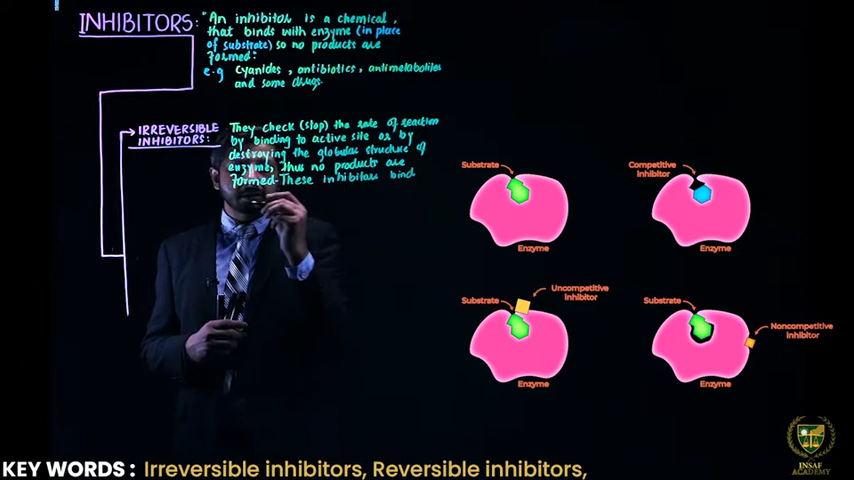 INHIBITORS: "An inhibitor is a chemical,
that binds with enzyme (in place
of substrate) so no products are
formed."
e.g Cyanides, antibiotics, antimetabolites
and some drugs.
→ IRREVERSIBLE
INHIBITORS:
They check (stop) the rate of reaction
by binding to active site or by
destroying the globular structure of
enzyme, thus no products are
formed. These inhibitors bind
Substrate
Enzyme
Competitive
inhibitor
Enzyme
Substrate
Uncompetitive
inhibitor
Enzyme
Substrate
Noncompetitive
inhibitor
Enzyme
INSAF
ACADEMY
KEY WORDS : Irreversible inhibitors, Reversible inhibitors,